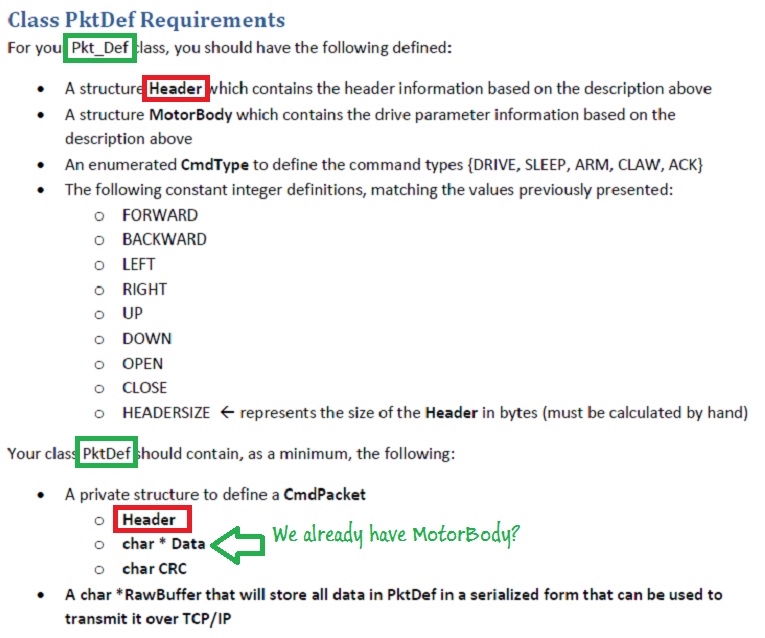 Class PktDef Requirements
For you Pkt_Def class, you should have the following defined:
• A structure Header which contains the header information based on the description above
• A structure MotorBody which contains the drive parameter information based on the
description above
• An enumerated CmdType to define the command types {DRIVE, SLEEP, ARM, CLAW, ACK}
• The following constant integer definitions, matching the values previously presented:
o FORWARD
o BACKWARD
o LEFT
o RIGHT
o UP
o DOWN
o OPEN
o CLOSE
o HEADERSIZE ← represents the size of the Header in bytes (must be calculated by hand)
Your class PktDef should contain, as a minimum, the following:
• A private structure to define a CmdPacket
o Header
o char * Data We already have MotorBody?
o char CRC
• A char *RawBuffer that will store all data in PktDef in a serialized form that can be used to
transmit it over TCP/IP